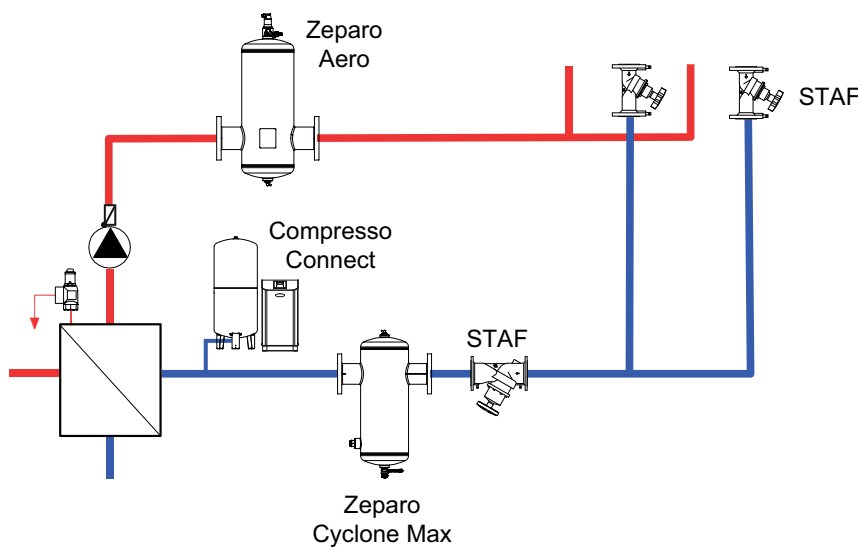 Zeparo
Aero
STAF
Compresso
Connect
STAF
Zeparo
Cyclone Max